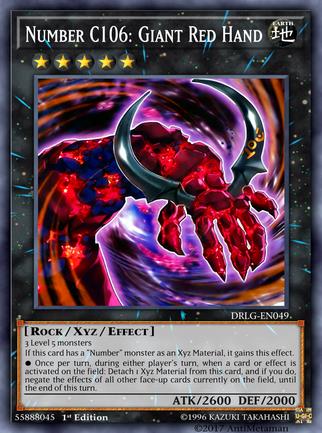 NUMBER C106: GIANT RED HAND
EARTH
地
DRLG-EN049
[ROCK/XYZ/EFFECT]
3 Level 5 monsters
If this card has a "Number" monster as an Xyz Material, it gains this effect.
● Once per turn, during either player's turn, when a card or effect is
activated on the field: Detach 1 Xyz Material from this card, and if you do,
negate the effects of all other face-up cards currently on the field, until
the end of this turn.
ATK/2600 DEF/2000
55888045 1st Edition ©1996 KAZUKI TAKAHASHI
©2017 AntiMetaman